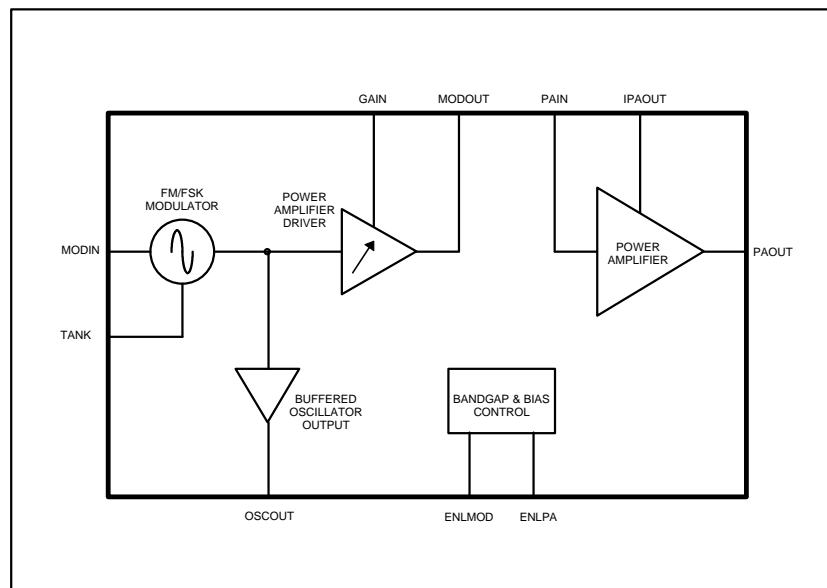 GAIN
MODOUT
PAIN
IPAOUT
FM/FSK
MODULATOR
POWER
AMPLIFIER
DRIVER
MODIN
POWER
AMPLIFIER
PAOUT
TANK
BUFFERED
OSCILLATOR
OUTPUT
BANDGAP & BIAS
CONTROL
OSCOUT
ENLMOD
ENLPA